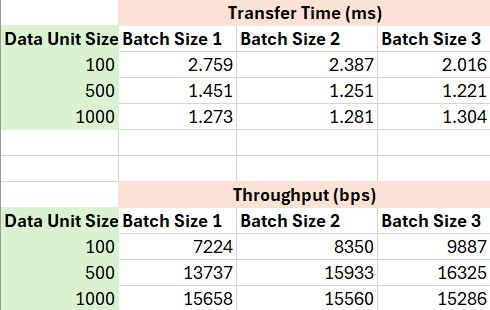 Transfer Time (ms)
Data Unit Size Batch Size 1 Batch Size 2 Batch Size 3
100 2.759 2.387 2.016
500 1.451 1.251 1.221
1000 1.273 1.281 1.304
Throughput (bps)
Data Unit Size Batch Size 1 Batch Size 2 Batch Size 3
100 7224 8350 9887
500 13737 15933 16325
1000 15658 15560 15286